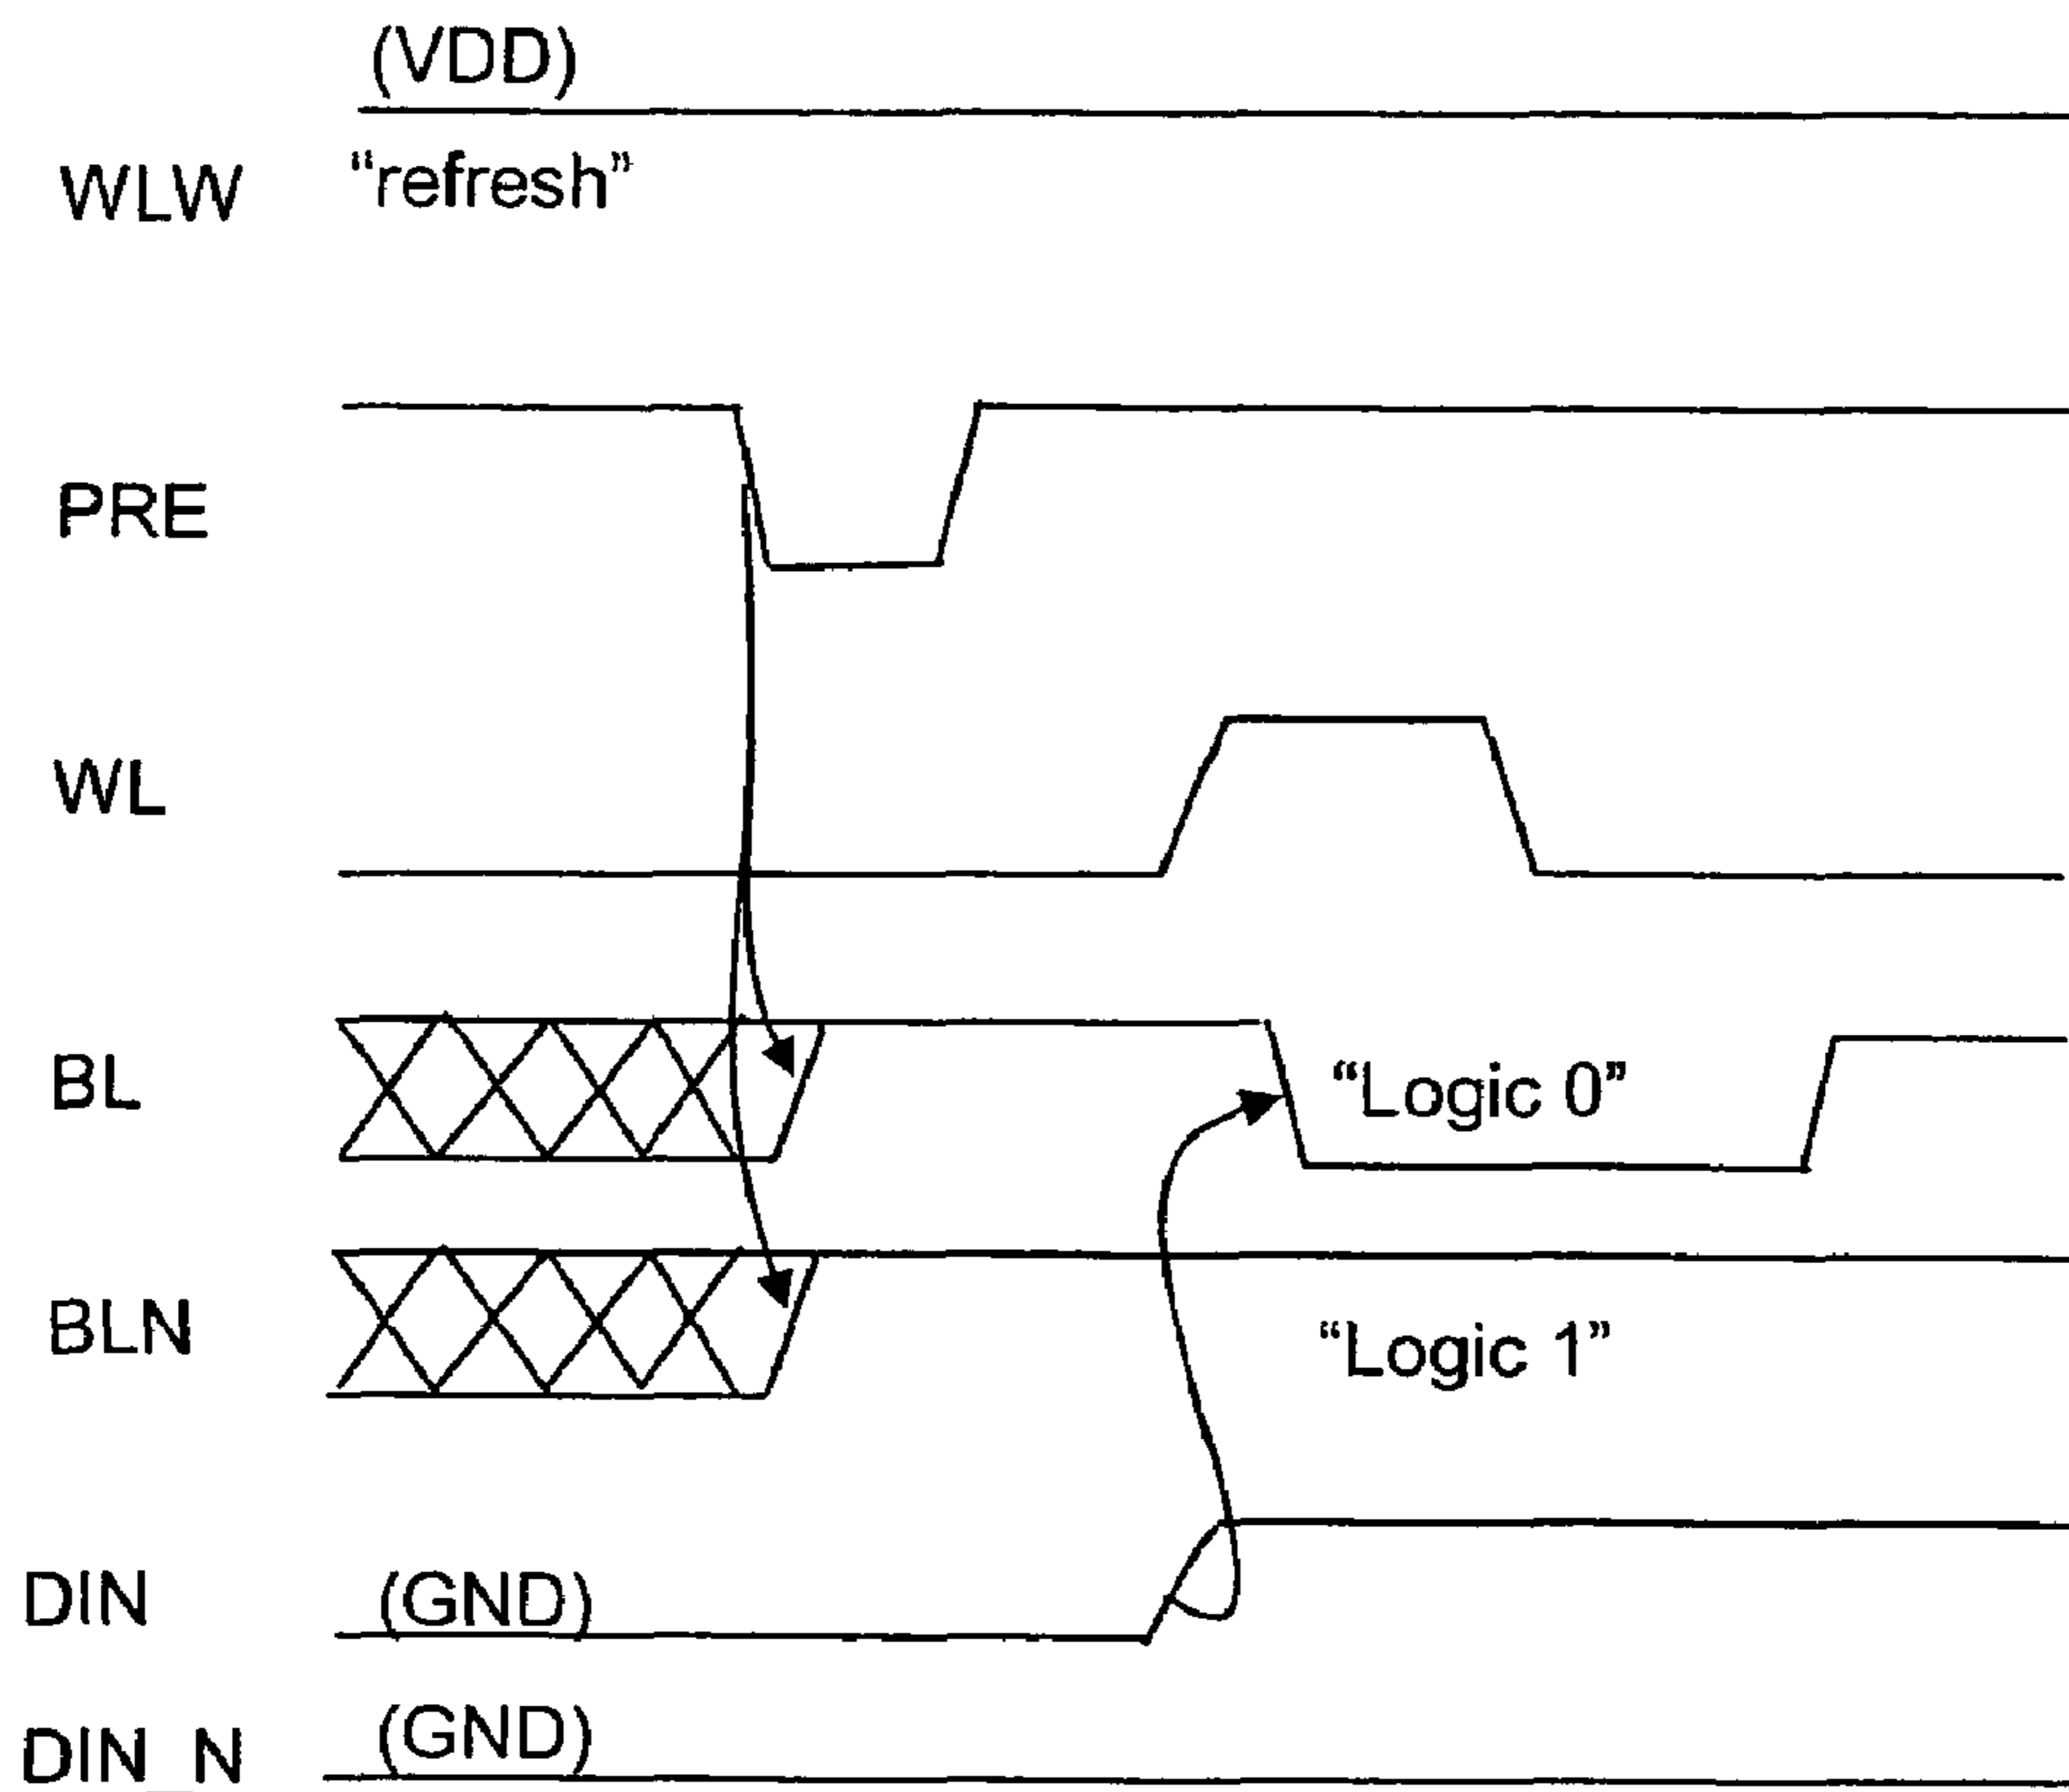 (VDD)
WLW “refresh”
PRE
WL
BL “Logic 0”
BLN “Logic 1”
DIN (GND)
DIN_N (GND)